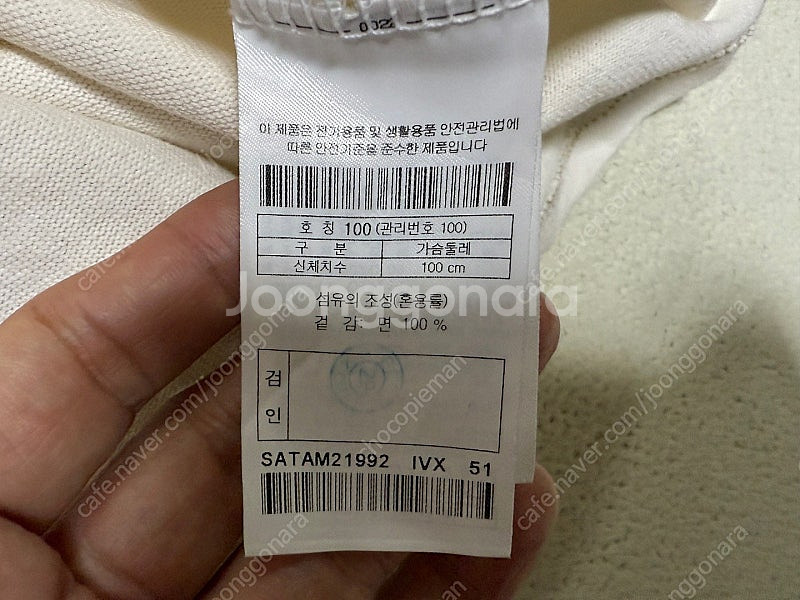 이 제품은 전기용품 및 생활용품 안전관리법에
따른 안전기준을 준수한 제품입니다
호 칭 100 (관리번호 100)
구 분 가슴둘레
신체치수 100 cm
섬유의 조성(혼용률)
겉 감: 면 100 %
검
인
SATAM21992 IVX 51
Joonggonara
cafe.naver.com/joonggonara
chocopieman